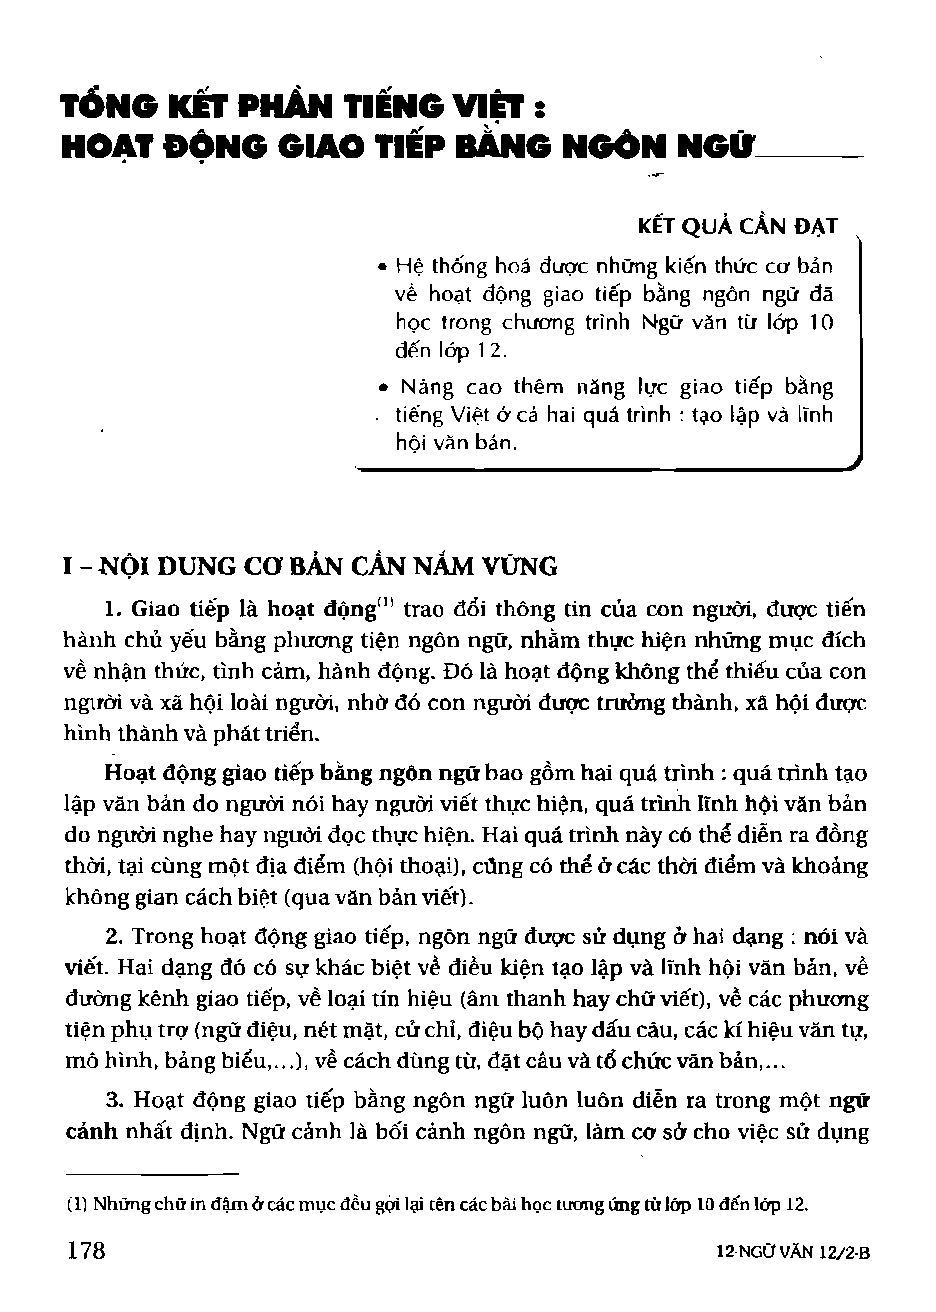 TỔNG KẾT PHẦN TIẾNG VIỆT :
HOẠT ĐỘNG GIAO TIẾP BẰNG NGÔN NGỮ
KẾT QUẢ CẦN ĐẠT
• Hệ thống hoá được những kiến thức cơ bản
về hoạt động giao tiếp bằng ngôn ngữ đã
học trong chương trình Ngữ văn từ lớp 10
đến lớp 12.
• Nâng cao thêm năng lực giao tiếp bằng
tiếng Việt ở cả hai quá trình : tạo lập và lĩnh
hội văn bản.
I – NỘI DUNG CƠ BẢN CẦN NẮM VỮNG
1. Giao tiếp là hoạt động(1) trao đổi thông tin của con người, được tiến
hành chủ yếu bằng phương tiện ngôn ngữ, nhằm thực hiện những mục đích
về nhận thức, tình cảm, hành động. Đó là hoạt động không thể thiếu của con
người và xã hội loài người, nhờ đó con người được trưởng thành, xã hội được
hình thành và phát triển.
Hoạt động giao tiếp bằng ngôn ngữ bao gồm hai quá trình : quá trình tạo
lập văn bản do người nói hay người viết thực hiện, quá trình lĩnh hội văn bản
do người nghe hay người đọc thực hiện. Hai quá trình này có thể diễn ra đồng
thời, tại cùng một địa điểm (hội thoại), cũng có thể ở các thời điểm và khoảng
không gian cách biệt (qua văn bản viết).
2. Trong hoạt động giao tiếp, ngôn ngữ được sử dụng ở hai dạng : nói và
viết. Hai dạng đó có sự khác biệt về điều kiện tạo lập và lĩnh hội văn bản, về
đường kênh giao tiếp, về loại tín hiệu (âm thanh hay chữ viết), về các phương
tiện phụ trợ (ngữ điệu, nét mặt, cử chỉ, điệu bộ hay dấu câu, các kí hiệu văn tự,
mô hình, bảng biểu,...), về cách dùng từ, đặt câu và tổ chức văn bản,...
3. Hoạt động giao tiếp bằng ngôn ngữ luôn luôn diễn ra trong một ngữ
cảnh nhất định. Ngữ cảnh là bối cảnh ngôn ngữ, làm cơ sở cho việc sử dụng
(1) Những chữ in đậm ở các mục đều gợi lại tên các bài học tương ứng từ lớp 10 đến lớp 12.
178
12-NGỮ VĂN 12/2-B